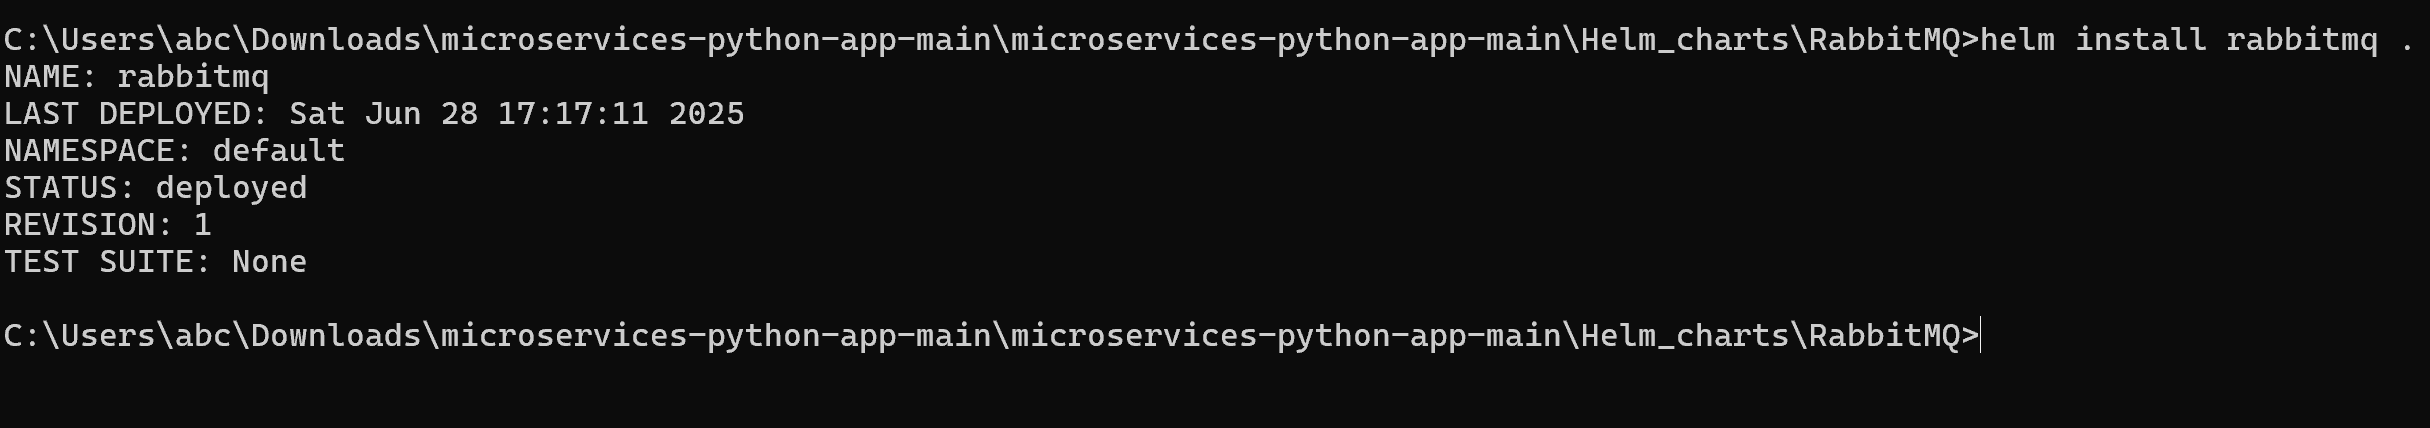 C:\Users\abc\Downloads\microservices-python-app-main\microservices-python-app-main\Helm_charts\RabbitMQ>helm install rabbitmq .
NAME: rabbitmq
LAST DEPLOYED: Sat Jun 28 17:17:11 2025
NAMESPACE: default
STATUS: deployed
REVISION: 1
TEST SUITE: None
C:\Users\abc\Downloads\microservices-python-app-main\microservices-python-app-main\Helm_charts\RabbitMQ>